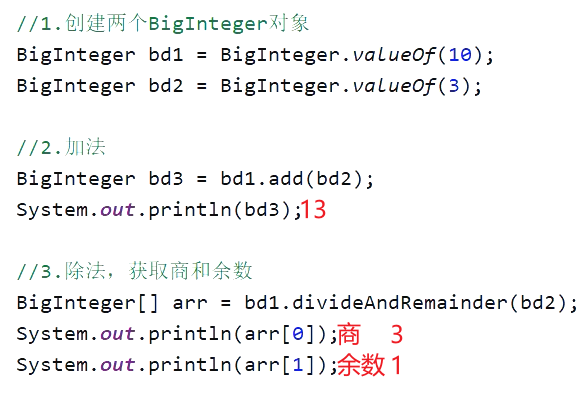 //1.创建两个BigInteger对象
BigInteger bd1 = BigInteger.valueOf(10);
BigInteger bd2 = BigInteger.valueOf(3);
//2.加法
BigInteger bd3 = bd1.add(bd2);
System.out.println(bd3);13
//3.除法，获取商和余数
BigInteger[] arr = bd1.divideAndRemainder(bd2);
System.out.println(arr[0]);商 3
System.out.println(arr[1]);余数1